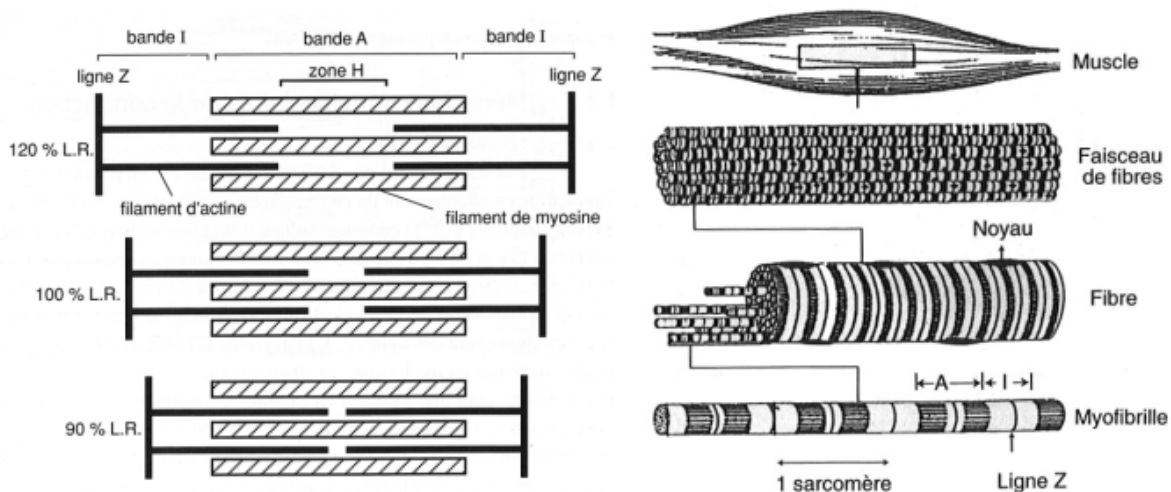 bande I
bande A
bande I
ligne Z
zone H
ligne Z
120 % L.R.
filament d'actine
filament de myosine
100 % L.R.
90 % L.R.
Muscle
Faisceau
de fibres
Noyau
Fibre
A
I
Myofibrille
1 sarcomère
Ligne Z